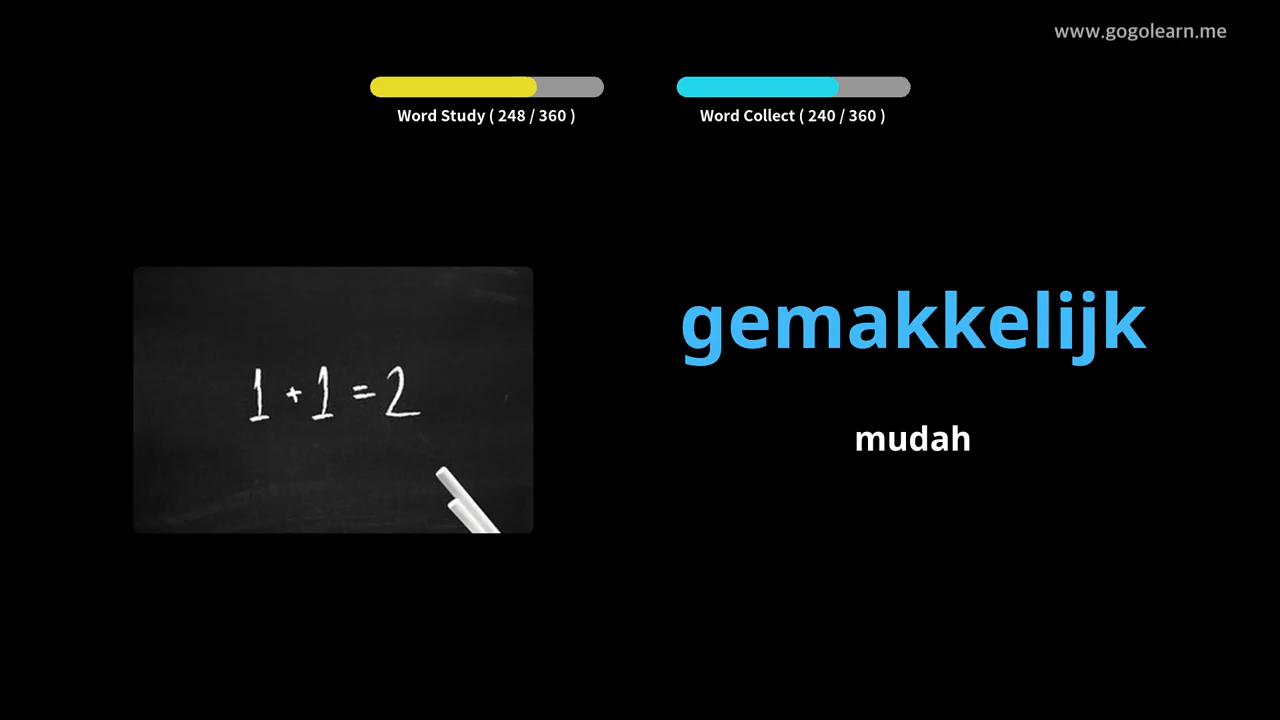 www.gogolearn.me
Word Study ( 248 / 360 )
Word Collect ( 240 / 360 )
1 + 1 = 2
gemakkelijk
mudah